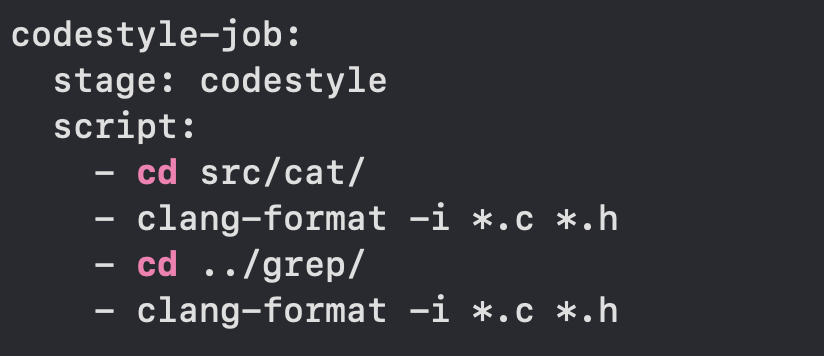 codestyle-job:
  stage: codestyle
  script:
    - cd src/cat/
    - clang-format -i *.c *.h
    - cd ../grep/
    - clang-format -i *.c *.h